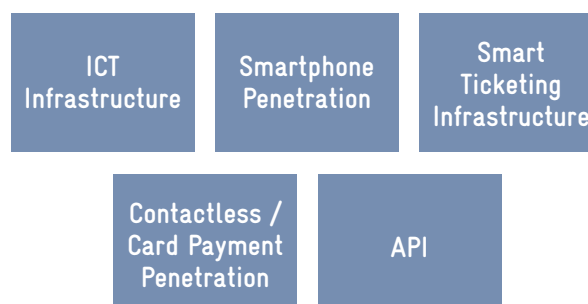 ICT
Infrastructure
Smartphone
Penetration
Smart
Ticketing
Infrastructure
Contactless /
Card Payment
Penetration
API